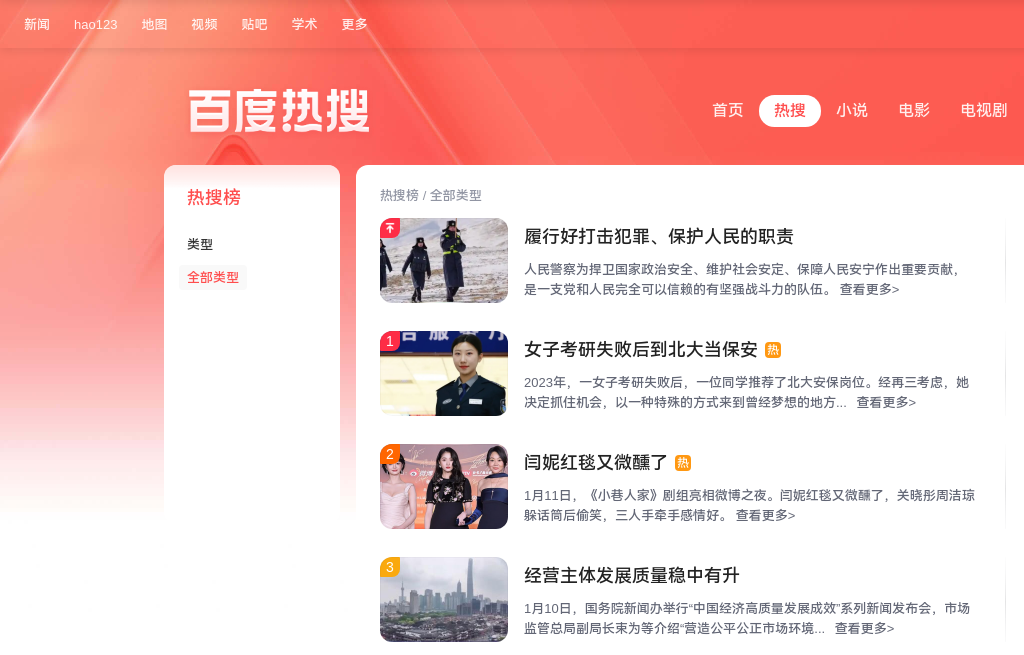 新闻 hao123 地图 视频 贴吧 学术 更多
百度热搜
首页 热搜 小说 电影 电视剧
热搜榜
类型
全部类型
热搜榜 / 全部类型
履行好打击犯罪、保护人民的职责
人民警察为捍卫国家政治安全、维护社会安定、保障人民安宁作出重要贡献，
是一支党和人民完全可以信赖的有坚强战斗力的队伍。 查看更多>
1
女子考研失败后到北大当保安 热
2023年，一女子考研失败后，一位同学推荐了北大安保岗位。经再三考虑，她
决定抓住机会，以一种特殊的方式来到曾经梦想的地方... 查看更多>
2
闫妮红毯又微醺了 热
1月11日，《小巷人家》剧组亮相微博之夜。闫妮红毯又微醺了，关晓彤周洁琼
躲话筒后偷笑，三人手牵手感情好。 查看更多>
3
经营主体发展质量稳中有升
1月10日，国务院新闻办举行“中国经济高质量发展成效”系列新闻发布会，市场
监管总局副局长束为等介绍“营造公平公正市场环境... 查看更多>